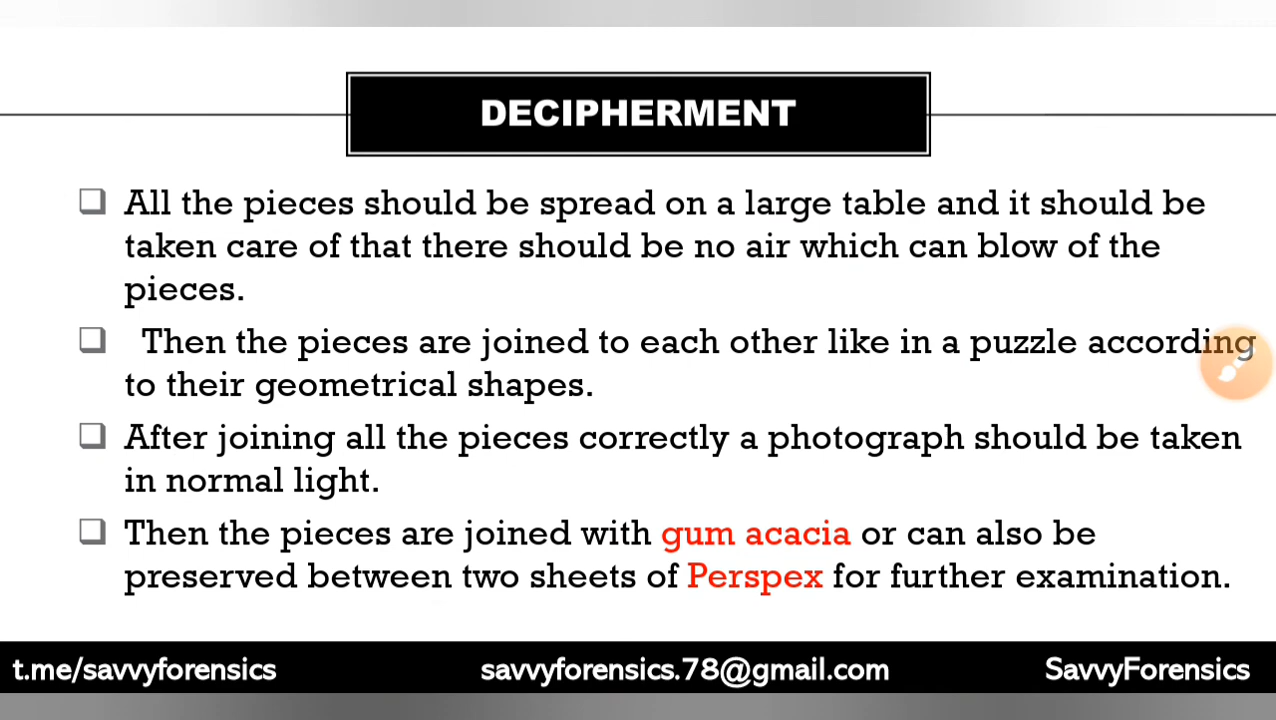 DECIPHERMENT
All the pieces should be spread on a large table and it should be
taken care of that there should be no air which can blow of the
pieces.
Then the pieces are joined to each other like in a puzzle according
to their geometrical shapes.
After joining all the pieces correctly a photograph should be taken
in normal light.
Then the pieces are joined with gum acacia or can also be
preserved between two sheets of Perspex for further examination.
t.me/savvyforensics savvyforensics.78@gmail.com SavvyForensics